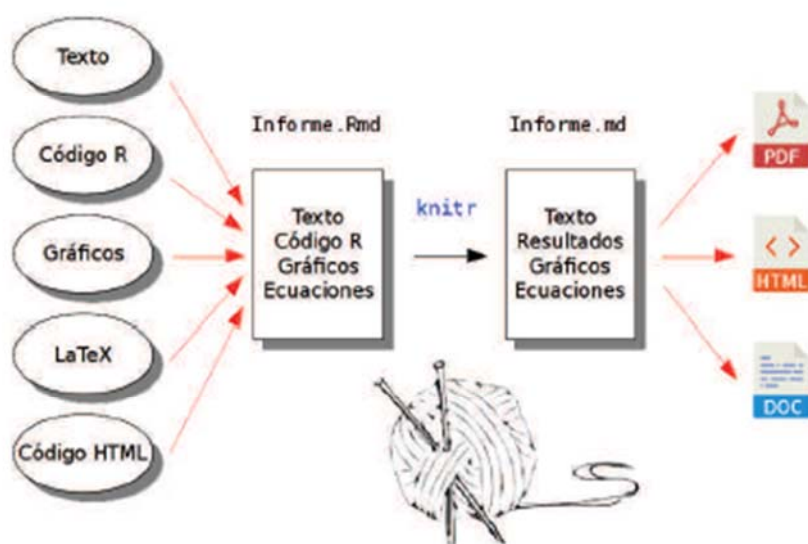 Texto
Código R
Gráficos
LaTeX
Código HTML
Informe.Rmd
Texto
Código R
Gráficos
Ecuaciones
knitr
Informe.md
Texto
Resultados
Gráficos
Ecuaciones
PDF
< >
HTML
DOC